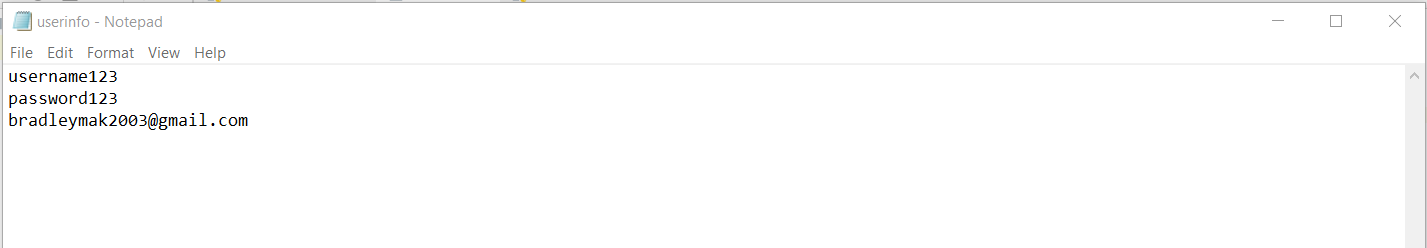 userinfo - Notepad
File Edit Format View Help
username123
password123
bradleymak2003@gmail.com